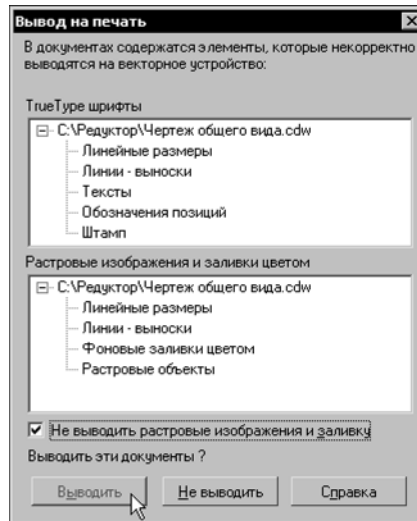 Вывод на печать
В документах содержатся элементы, которые некорректно
выводятся на векторное устройство:
TrueType шрифты
C:\Редуктор\Чертеж общего вида.cdw
Линейные размеры
Линии - выноски
Тексты
Обозначения позиций
Штамп
Растровые изображения и заливки цветом
C:\Редуктор\Чертеж общего вида.cdw
Линейные размеры
Линии - выноски
Фоновые заливки цветом
Растровые объекты
Не выводить растровые изображения и заливку
Выводить эти документы ?
Выводить Не выводить Справка